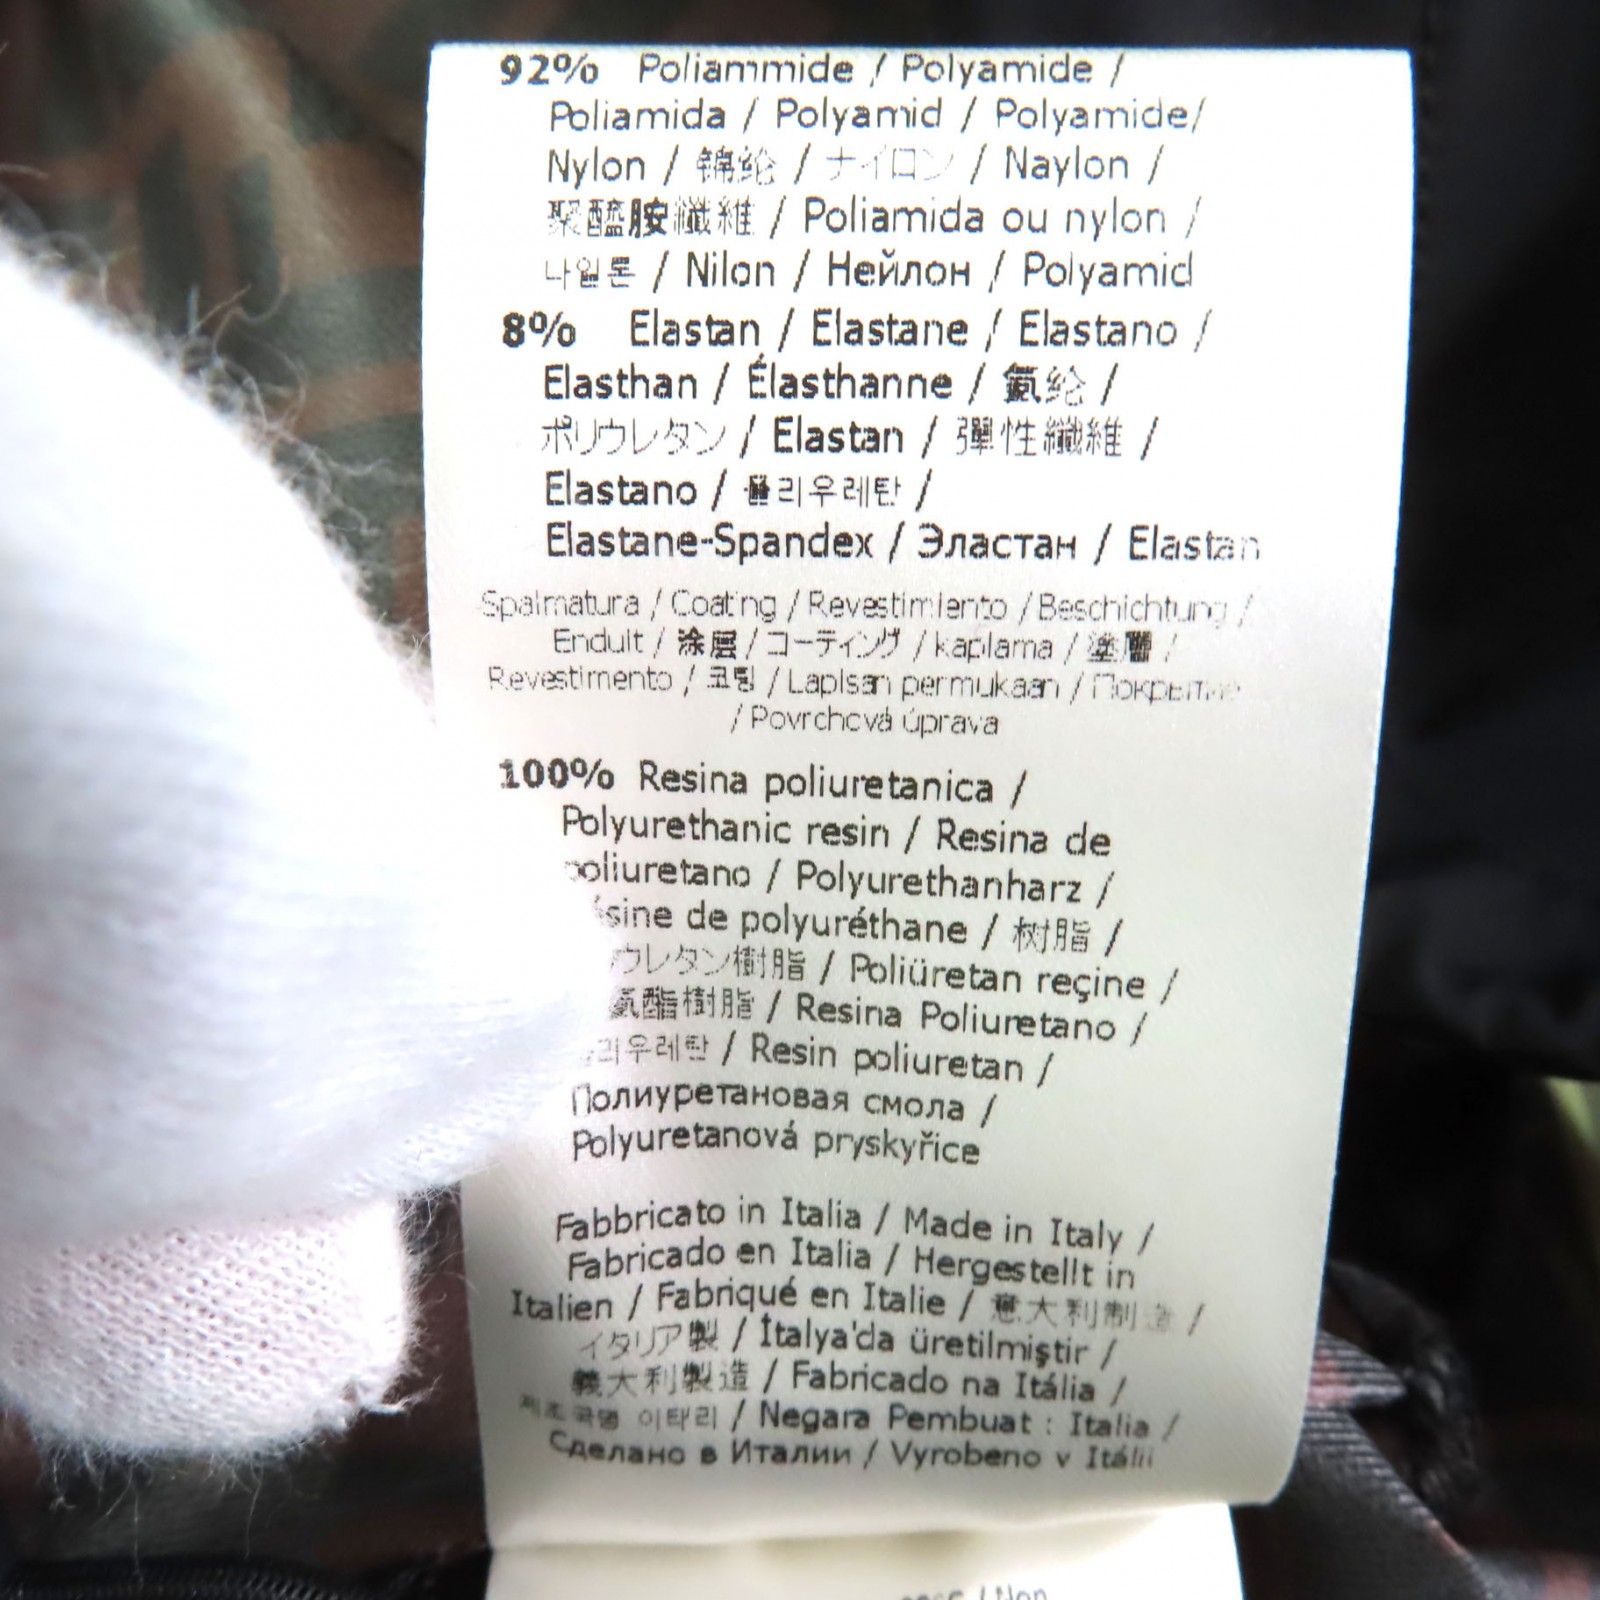 92% Poliammide / Polyamide /
Poliamida / Polyamid / Polyamide/
Nylon / 锦纶 / ナイロン / Naylon /
聚醯胺纖維 / Poliamida ou nylon /
나일론 / Nilon / Нейлон / Polyamid
8% Elastan / Elastane / Elastano /
Elasthan / Élasthanne / 氨纶 /
ポリウレタン / Elastan / 彈性纖維 /
Elastano / 폴리우레탄 /
Elastane-Spandex / Эластан / Elastan
Spalmatura / Coating / Revestimiento / Beschichtung /
Enduit / 涂层 / コーティング / kaplama / 塗層 /
Revestimento / 코팅 / Lapisan permukaan / Покрытие
/ Povrchová úprava
100% Resina poliuretanica /
Polyurethanic resin / Resina de
poliuretano / Polyurethanharz /
ésine de polyuréthane / 树脂 /
ウレタン樹脂 / Poliüretan reçine /
氨酯樹脂 / Resina Poliuretano /
리우레탄 / Resin poliuretan /
Полиуретановая смола /
Polyuretanová pryskyřice
Fabbricato in Italia / Made in Italy /
Fabricado en Italia / Hergestellt in
Italien / Fabriqué en Italie / 意大利制造 /
イタリア製 / İtalya'da üretilmiştir /
義大利製造 / Fabricado na Itália /
제조국명 이태리 / Negara Pembuat : Italia /
Сделано в Италии / Vyrobeno v Itálii
/ Non